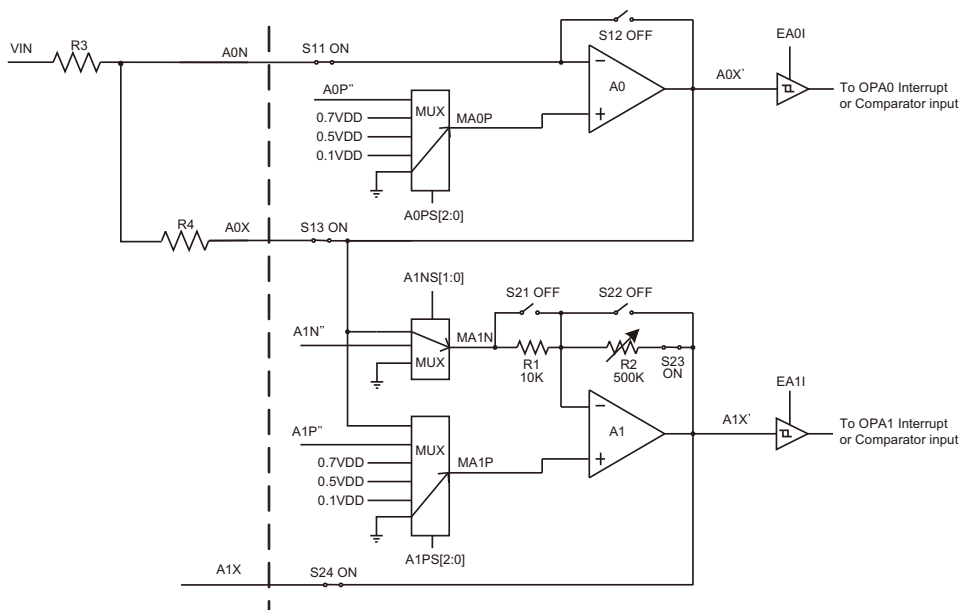 S12 OFF
EA0I
VIN
R3
A0N
S11 ON
A0
A0X'
To OPA0 Interrupt
or Comparator input
A0P”
MUX
MA0P
0.7VDD
0.5VDD
0.1VDD
A0PS[2:0]
R4
A0X
S13 ON
A1NS[1:0]
S21 OFF
S22 OFF
A1N”
MUX
MA1N
R1
10K
R2
500K
S23
ON
EA1I
A1
A1X'
To OPA1 Interrupt
or Comparator input
A1P”
MUX
MA1P
0.7VDD
0.5VDD
0.1VDD
A1PS[2:0]
A1X
S24 ON